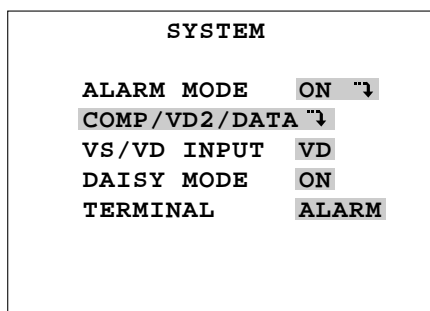 SYSTEM
ALARM MODE ON ↴
COMP/VD2/DATA ↴
VS/VD INPUT VD
DAISY MODE ON
TERMINAL ALARM